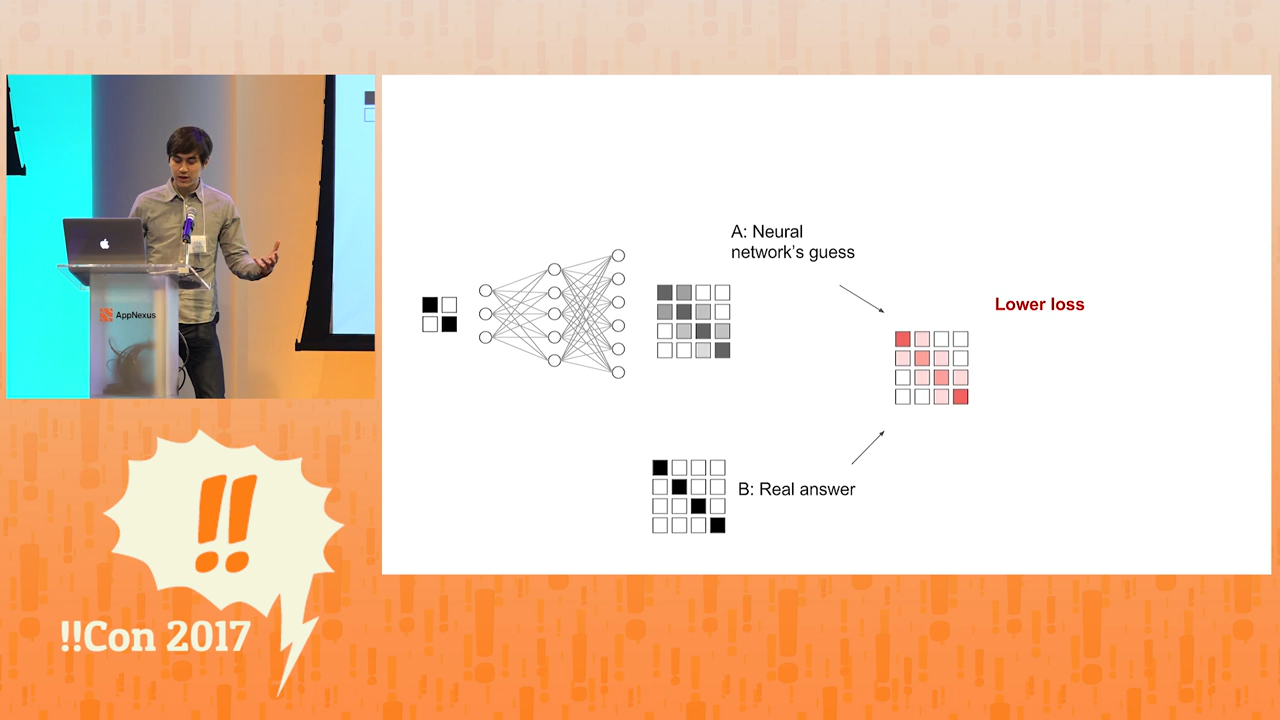 A: Neural
network's guess
Lower loss
B: Real answer
AppNexus
!!
!!Con 2017